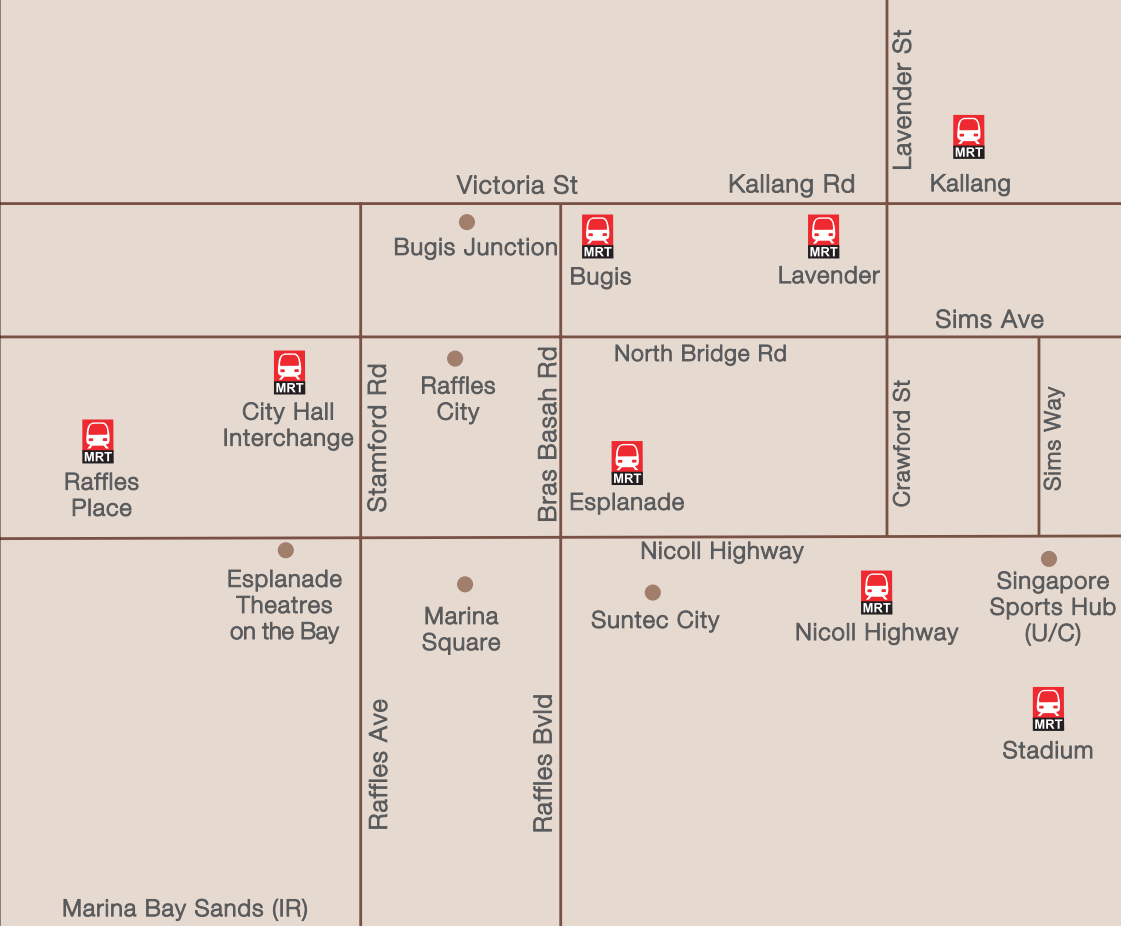 Lavender St
MRT
Kallang
Victoria St
Kallang Rd
Bugis Junction
MRT
Bugis
MRT
Lavender
Sims Ave
North Bridge Rd
MRT
City Hall
Interchange
MRT
Raffles
Place
Stamford Rd
Raffles
City
Bras Basah Rd
MRT
Esplanade
Crawford St
Sims Way
Nicoll Highway
Esplanade
Theatres
on the Bay
Marina
Square
Suntec City
MRT
Nicoll Highway
Singapore
Sports Hub
(U/C)
MRT
Stadium
Raffles Ave
Raffles Bvld
Marina Bay Sands (IR)